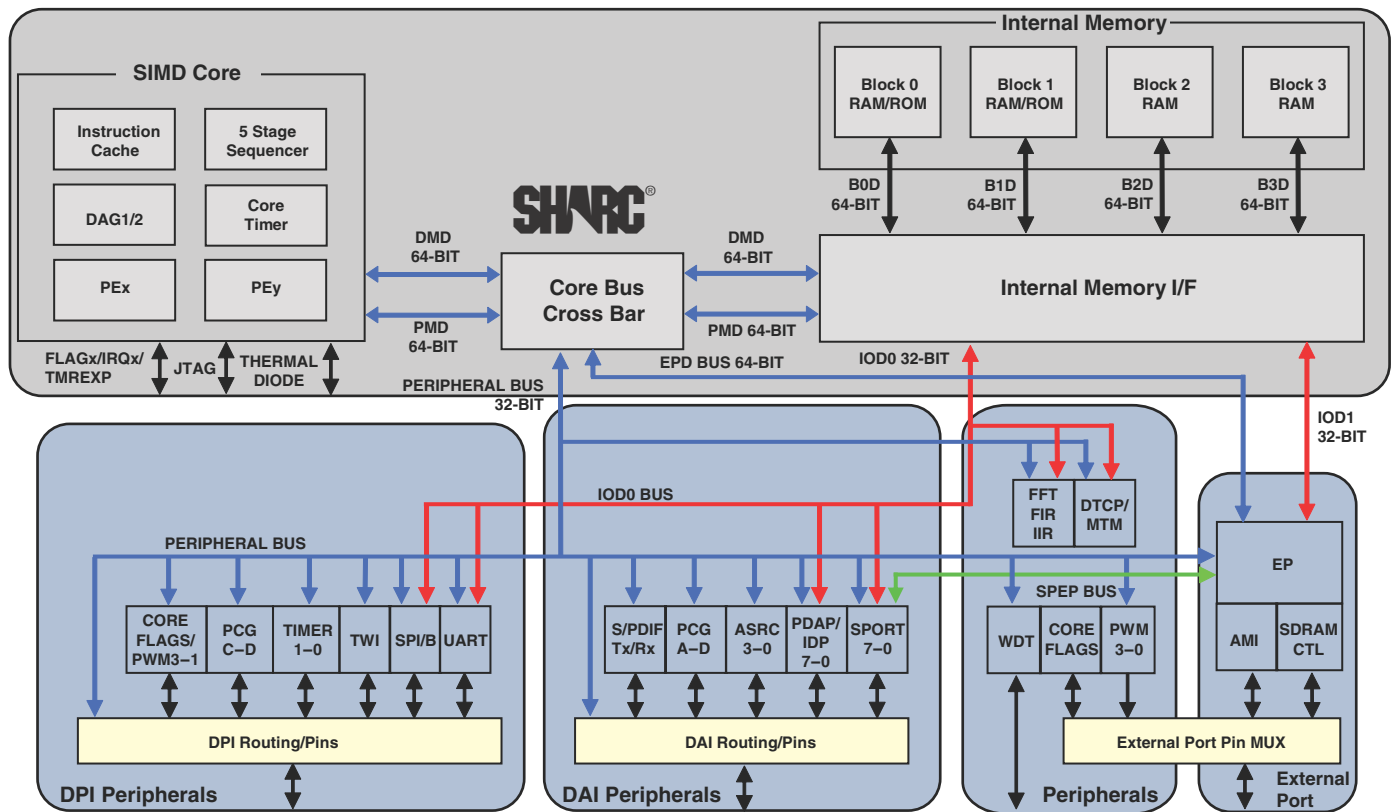 Internal Memory
SIMD Core
Block 0
RAM/ROM
Block 1
RAM/ROM
Block 2
RAM
Block 3
RAM
Instruction
Cache
5 Stage
Sequencer
DAG1/2
Core
Timer
PEx
PEy
SHARC®
B0D
64-BIT
B1D
64-BIT
B2D
64-BIT
B3D
64-BIT
DMD
64-BIT
DMD
64-BIT
Core Bus
Cross Bar
Internal Memory I/F
PMD
64-BIT
PMD 64-BIT
FLAGx/IRQx/
TMREXP
JTAG
THERMAL
DIODE
EPD BUS 64-BIT
IOD0 32-BIT
PERIPHERAL BUS
32-BIT
IOD1
32-BIT
IOD0 BUS
FFT
FIR
IIR
DTCP/
MTM
PERIPHERAL BUS
EP
SPEP BUS
CORE
FLAGS/
PWM3–1
PCG
C–D
TIMER
1–0
TWI
SPI/B
UART
S/PDIF
Tx/Rx
PCG
A–D
ASRC
3–0
PDAP/
IDP
7–0
SPORT
7–0
WDT
CORE
FLAGS
PWM
3–0
AMI
SDRAM
CTL
DPI Routing/Pins
DAI Routing/Pins
External Port Pin MUX
DPI Peripherals
DAI Peripherals
Peripherals
External
Port